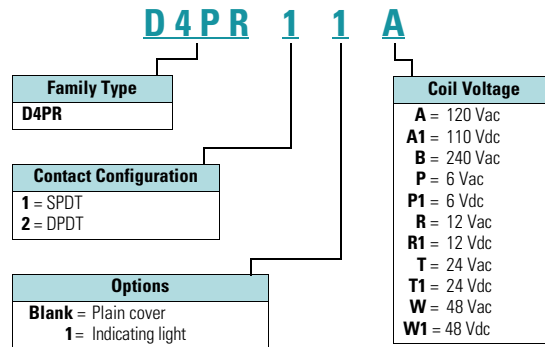 D4PR 1 1 A
Family Type
D4PR
Contact Configuration
1 = SPDT
2 = DPDT
Options
Blank = Plain cover
1 = Indicating light
Coil Voltage
A = 120 Vac
A1 = 110 Vdc
B = 240 Vac
P = 6 Vac
P1 = 6 Vdc
R = 12 Vac
R1 = 12 Vdc
T = 24 Vac
T1 = 24 Vdc
W = 48 Vac
W1 = 48 Vdc